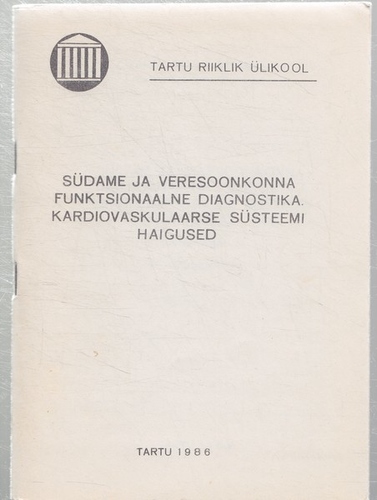 TARTU RIIKLIK ÜLIKOOL
SÜDAME JA VERESOONKONNA
FUNKTSIONAALNE DIAGNOSTIKA.
KARDIOVASKULAARSE SÜSTEEMI
HAIGUSED
TARTU 1986